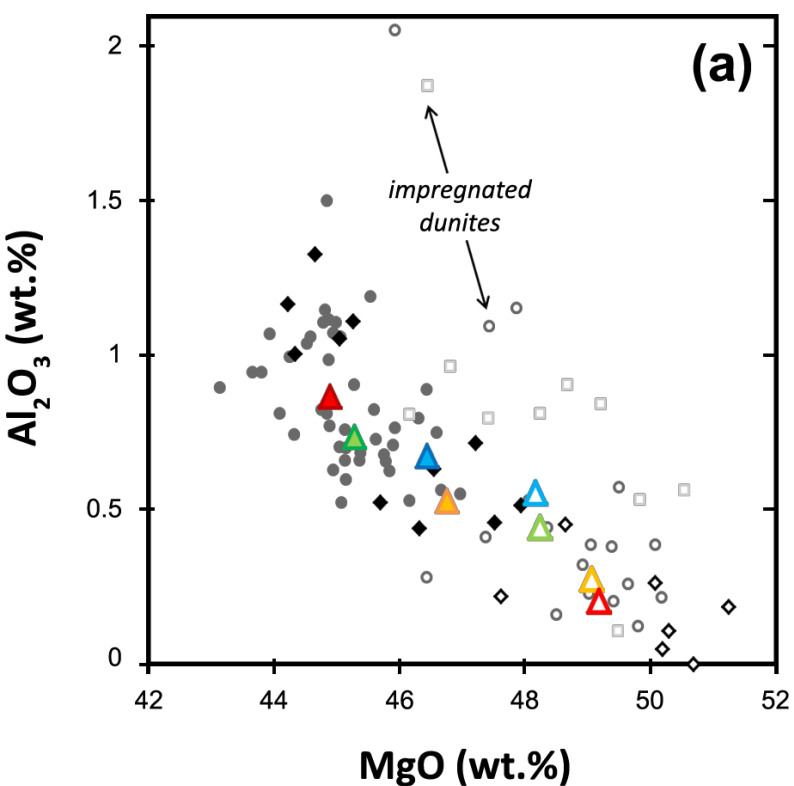 (a)
2
1.5
1
0.5
0
impregnated
dunites
Al2O3 (wt.%)
42 44 46 48 50 52
MgO (wt.%)